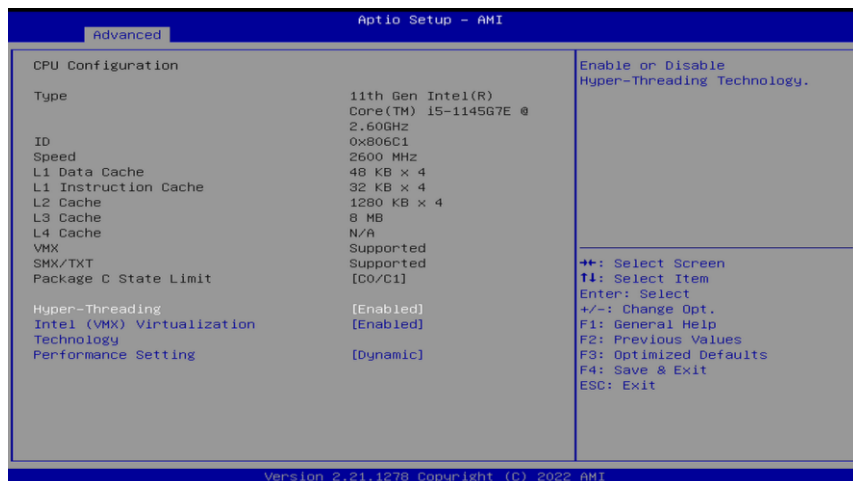 Aptio Setup – AMI
Advanced
CPU Configuration
Type 11th Gen Intel(R)
Core(TM) i5-1145G7E @
2.60GHz
ID 0x806C1
Speed 2600 MHz
L1 Data Cache 48 KB x 4
L1 Instruction Cache 32 KB x 4
L2 Cache 1280 KB x 4
L3 Cache 8 MB
L4 Cache N/A
VMX Supported
SMX/TXT Supported
Package C State Limit [C0/C1]
Hyper-Threading [Enabled]
Intel (VMX) Virtualization [Enabled]
Technology
Performance Setting [Dynamic]
Enable or Disable
Hyper-Threading Technology.
→←: Select Screen
↑↓: Select Item
Enter: Select
+/-: Change Opt.
F1: General Help
F2: Previous Values
F3: Optimized Defaults
F4: Save & Exit
ESC: Exit
Version 2.21.1278 Copyright (C) 2022 AMI